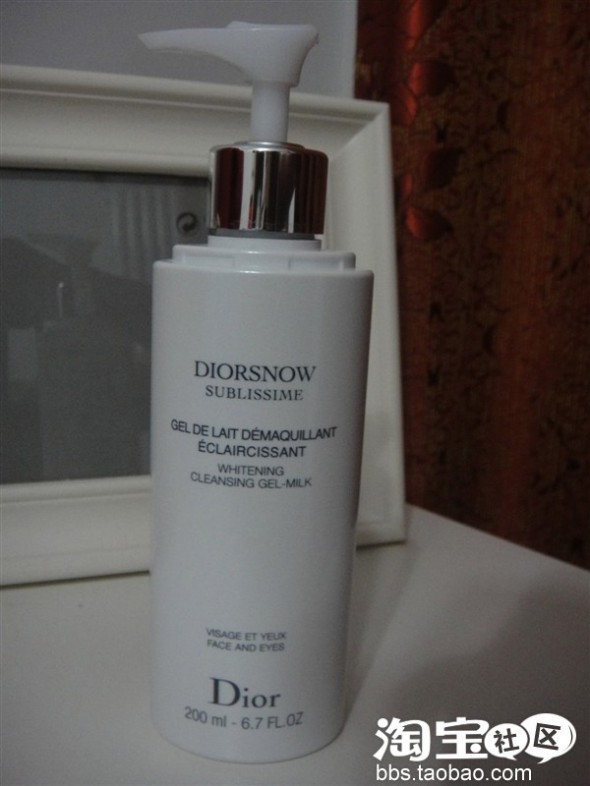 DIORSNOW
SUBLISSIME
GEL DE LAIT DÉMAQUILLANT
ÉCLAIRCISSANT
WHITENING
CLEANSING GEL-MILK
VISAGE ET YEUX
FACE AND EYES
Dior
200 ml - 6.7 FL.OZ
淘宝社区
bbs.taobao.com